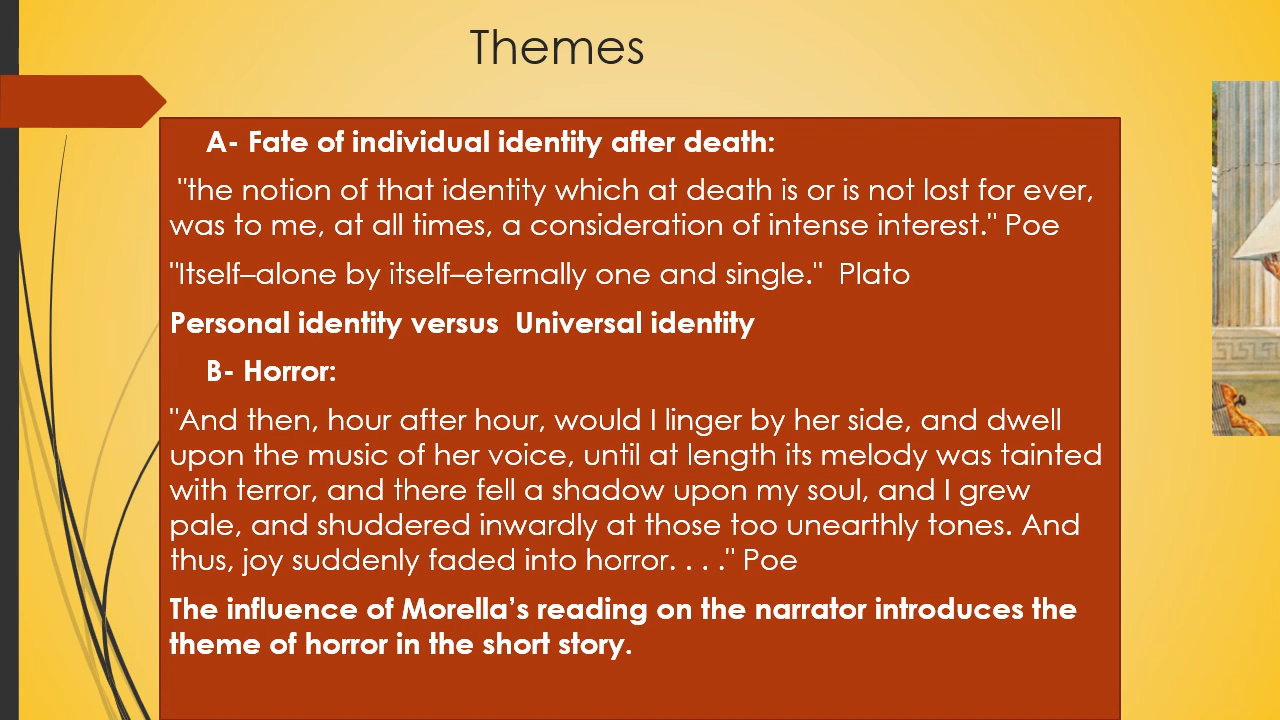 Themes
A- Fate of individual identity after death:
"the notion of that identity which at death is or is not lost for ever,
was to me, at all times, a consideration of intense interest." Poe
"Itself–alone by itself–eternally one and single."  Plato
Personal identity versus  Universal identity
B- Horror:
"And then, hour after hour, would I linger by her side, and dwell
upon the music of her voice, until at length its melody was tainted
with terror, and there fell a shadow upon my soul, and I grew
pale, and shuddered inwardly at those too unearthly tones. And
thus, joy suddenly faded into horror. . . ." Poe
The influence of Morella’s reading on the narrator introduces the
theme of horror in the short story.